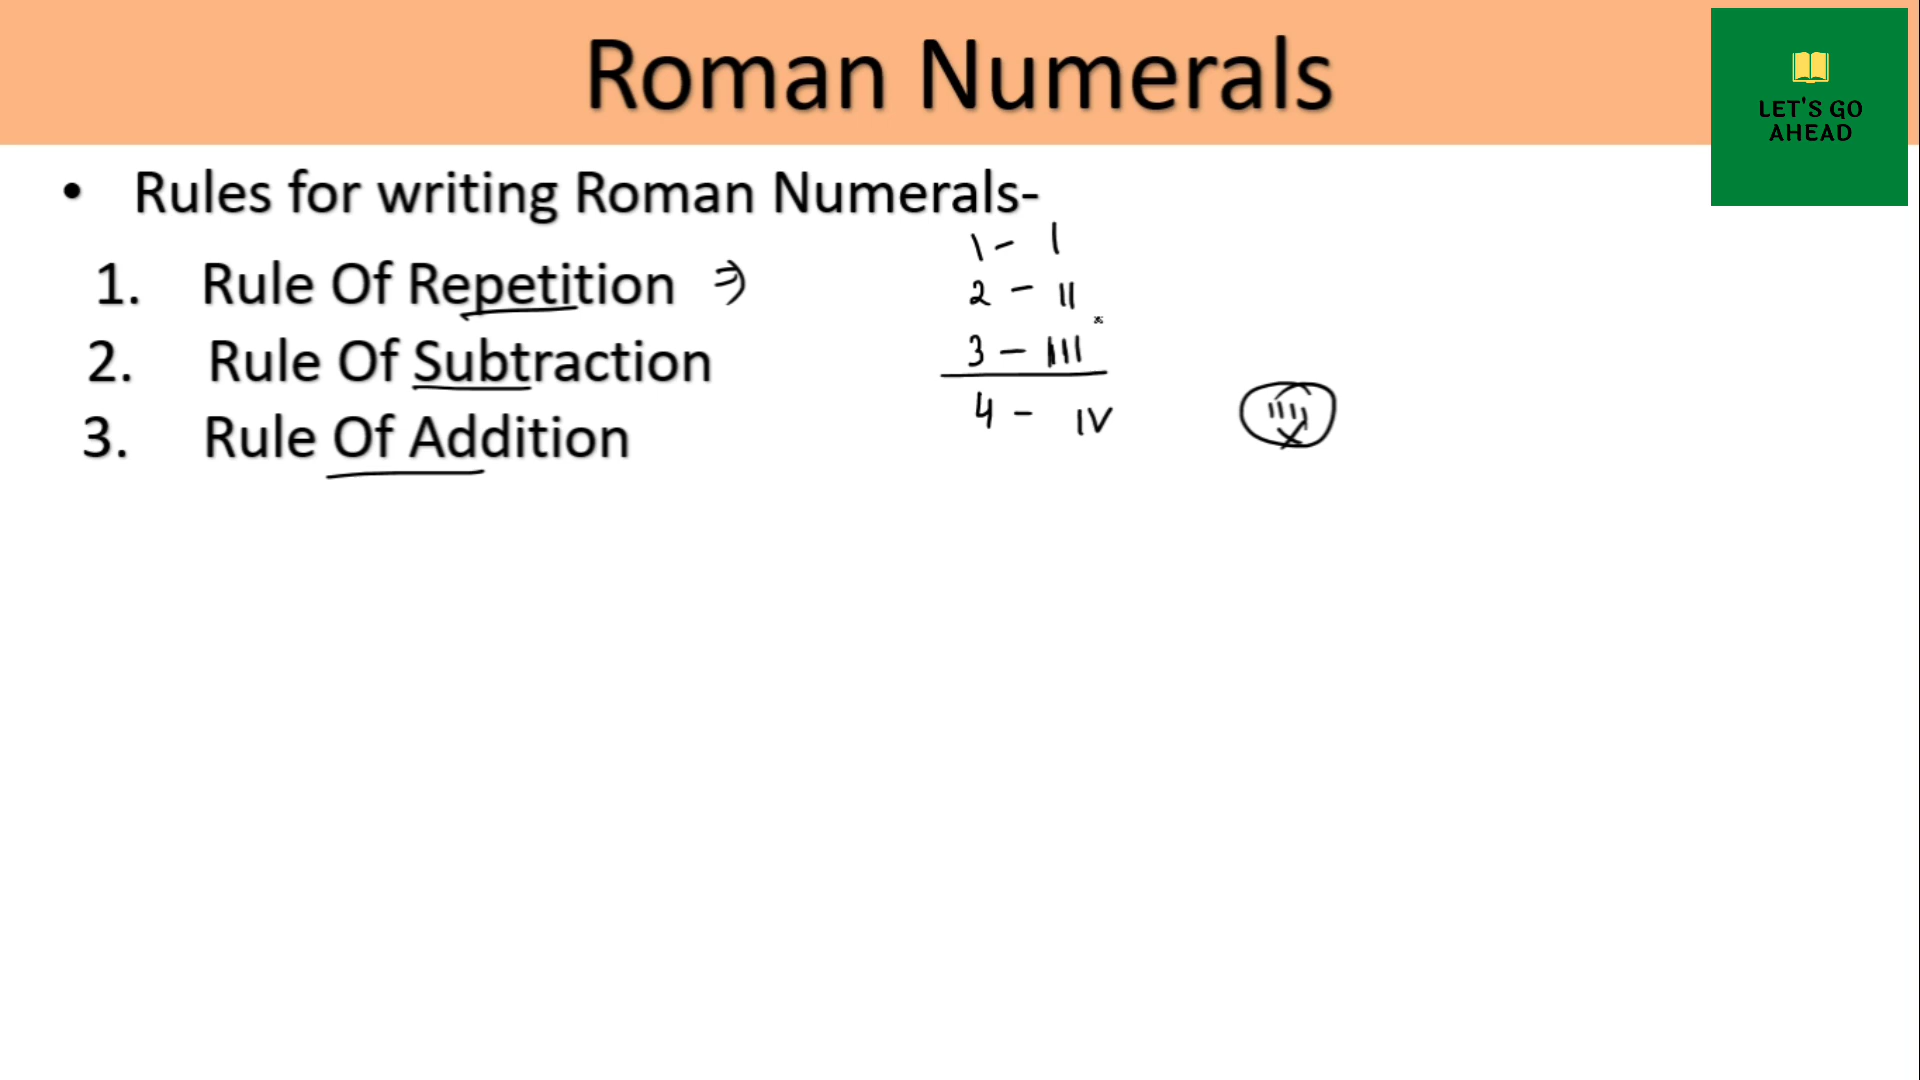 Roman Numerals
LET'S GO
AHEAD
• Rules for writing Roman Numerals-
1 - I
1. Rule Of Repetition ⇒
2 - II
3 - III
2. Rule Of Subtraction
4 - IV
IIII
X
3. Rule Of Addition